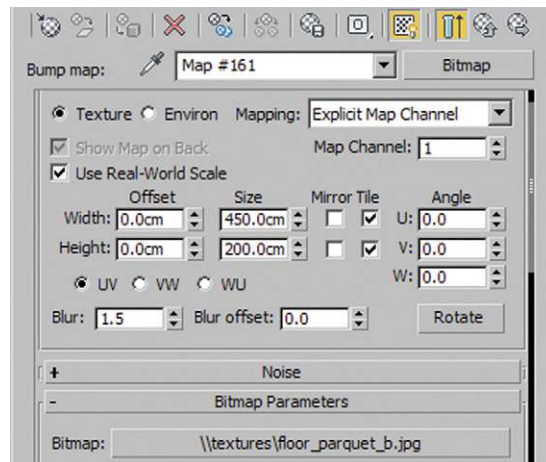 Bump map: Map #161 Bitmap
Texture Environ Mapping: Explicit Map Channel
Show Map on Back Map Channel: 1
Use Real-World Scale
Offset Size Mirror Tile Angle
Width: 0.0cm 450.0cm U: 0.0
Height: 0.0cm 200.0cm V: 0.0
UV VW WU W: 0.0
Blur: 1.5 Blur offset: 0.0 Rotate
+ Noise
- Bitmap Parameters
Bitmap: \\textures\floor_parquet_b.jpg